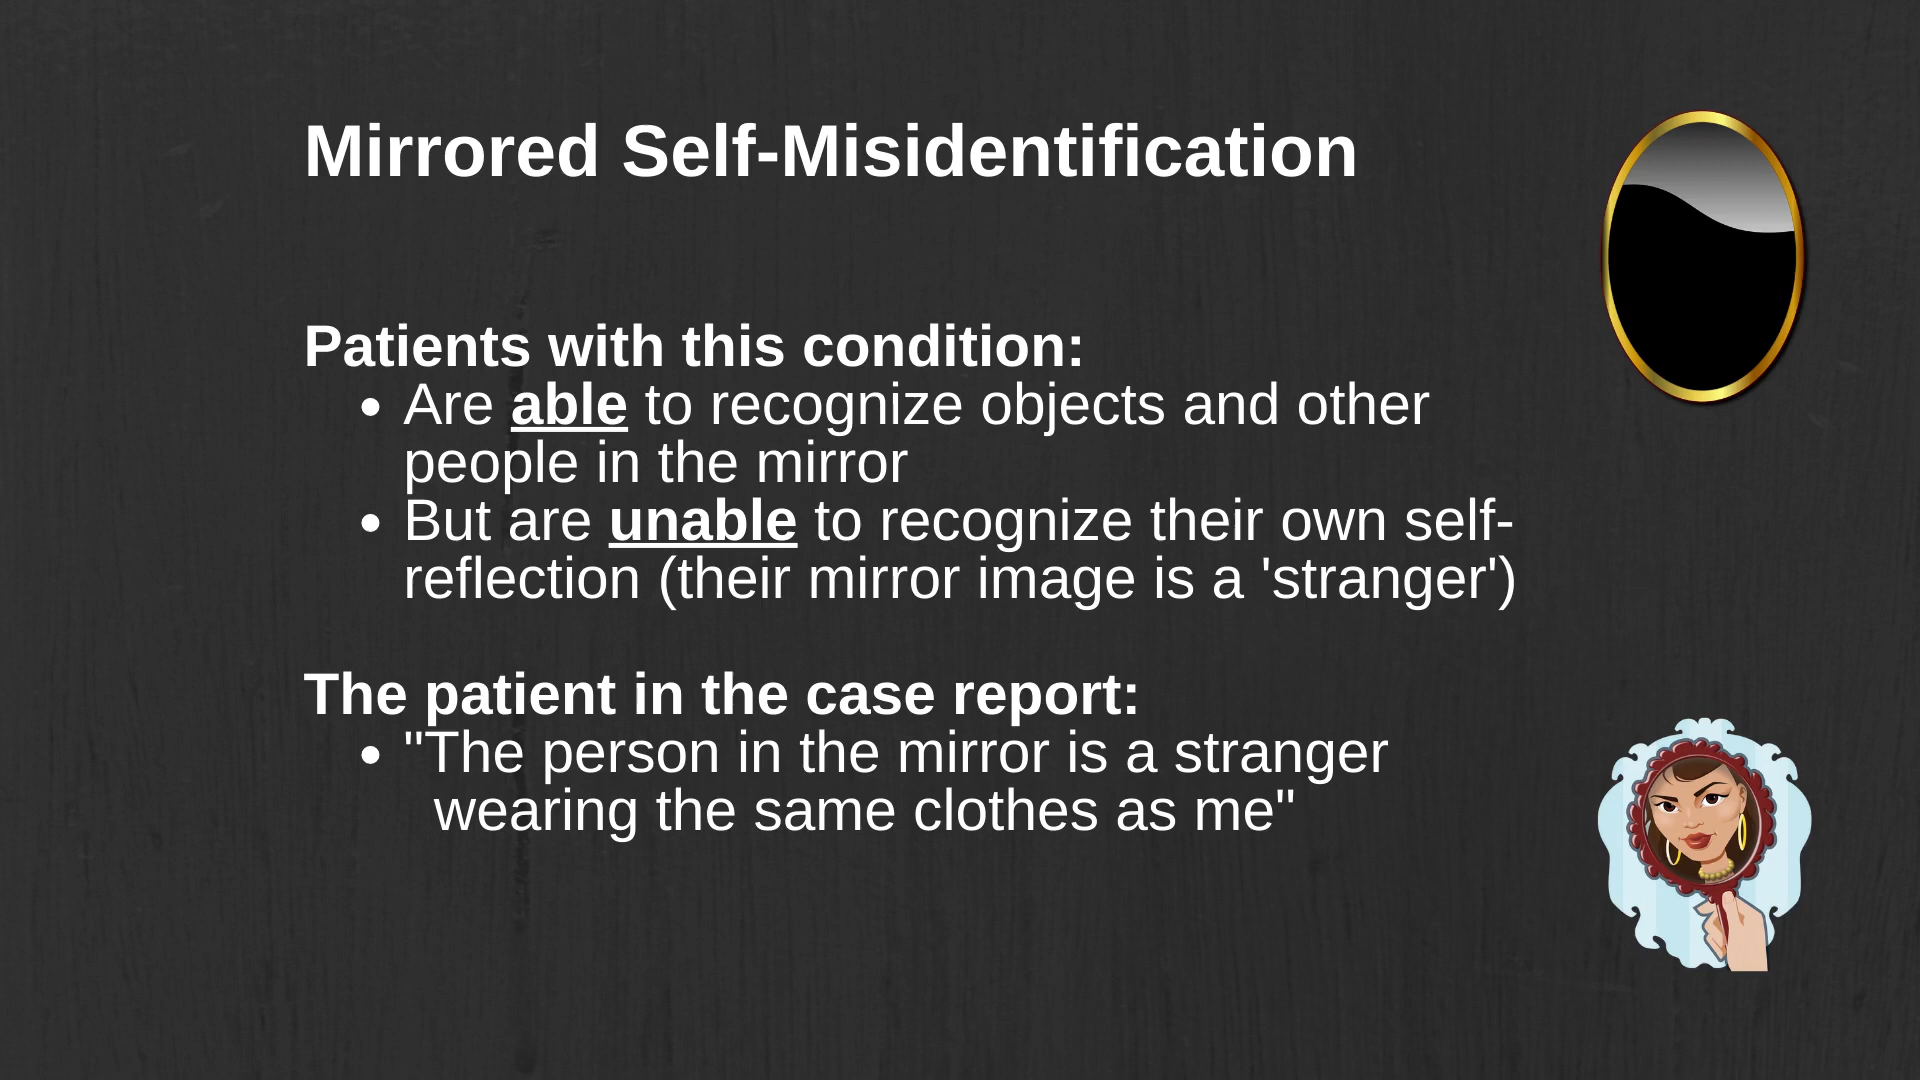 Mirrored Self-Misidentification
Patients with this condition:
• Are able to recognize objects and other
people in the mirror
• But are unable to recognize their own self-
reflection (their mirror image is a 'stranger')
The patient in the case report:
• "The person in the mirror is a stranger
wearing the same clothes as me"